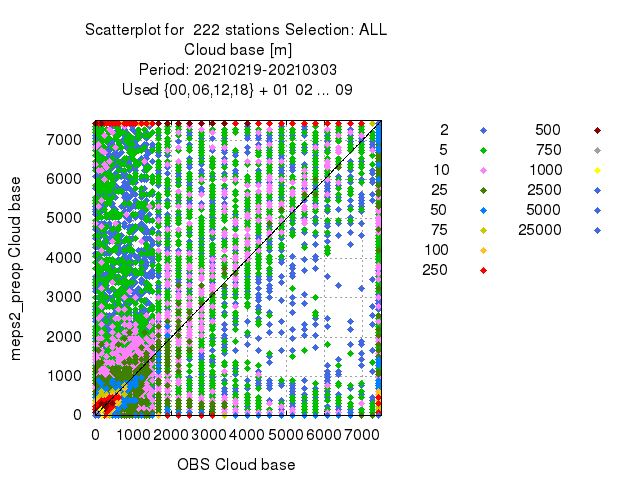 Scatterplot for 222 stations Selection: ALL
Cloud base [m]
Period: 20210219-20210303
Used {00,06,12,18} + 01 02 ... 09
meps2_preop Cloud base
7000
6000
5000
4000
3000
2000
1000
0
0 1000 2000 3000 4000 5000 6000 7000
OBS Cloud base
2 500
5 750
10 1000
25 2500
50 5000
75 25000
100
250